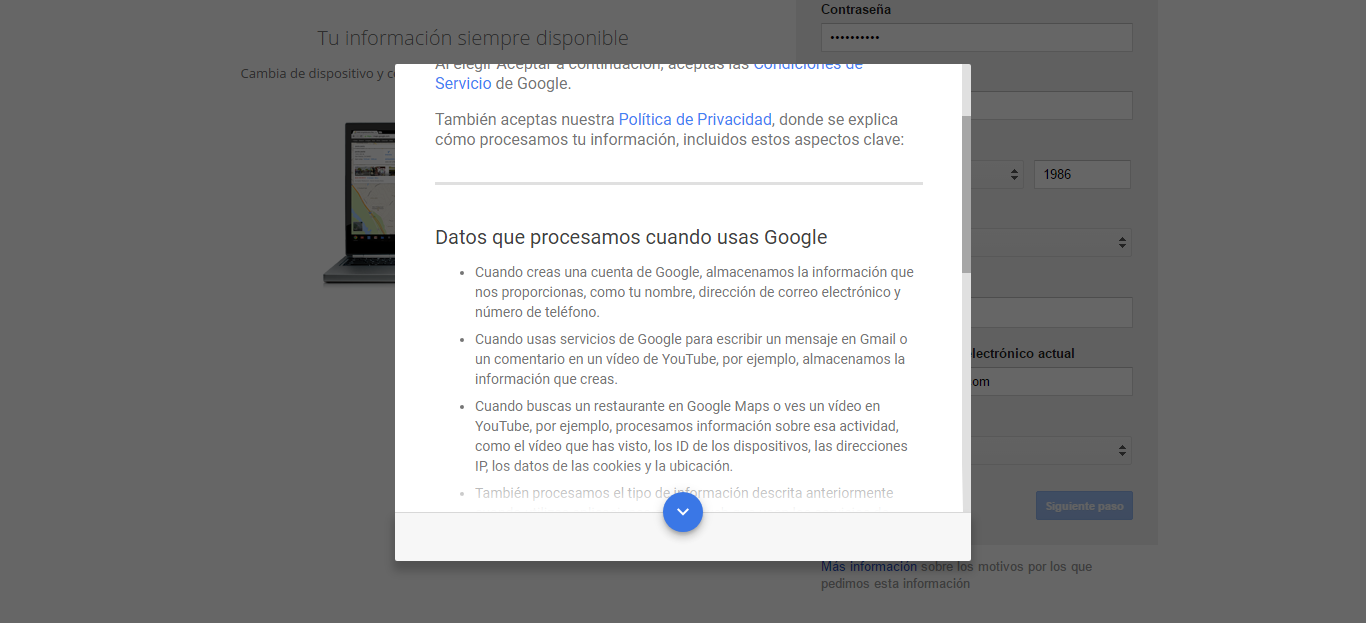 Contraseña
••••••••••
Tu información siempre disponible
Cambia de dispositivo y
Al elegir Aceptar a continuación, aceptas las Condiciones de
Servicio de Google.
También aceptas nuestra Política de Privacidad, donde se explica
cómo procesamos tu información, incluidos estos aspectos clave:
1986
Datos que procesamos cuando usas Google
• Cuando creas una cuenta de Google, almacenamos la información que
nos proporcionas, como tu nombre, dirección de correo electrónico y
número de teléfono.
• Cuando usas servicios de Google para escribir un mensaje en Gmail o
un comentario en un vídeo de YouTube, por ejemplo, almacenamos la
información que creas.
• Cuando buscas un restaurante en Google Maps o ves un vídeo en
YouTube, por ejemplo, procesamos información sobre esa actividad,
como el vídeo que has visto, los ID de los dispositivos, las direcciones
IP, los datos de las cookies y la ubicación.
• También procesamos el tipo de información descrita anteriormente
lectrónico actual
om
Siguiente paso
Más información sobre los motivos por los que
pedimos esta información